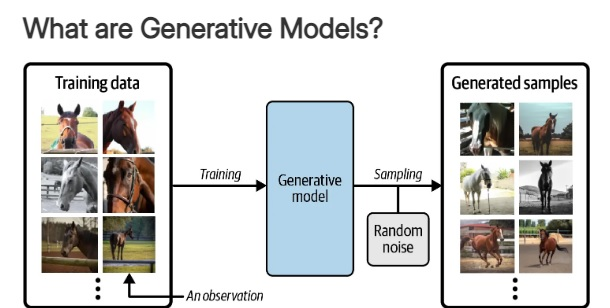 What are Generative Models?
Training data
Generated samples
Training
Generative
model
Sampling
Random
noise
An observation